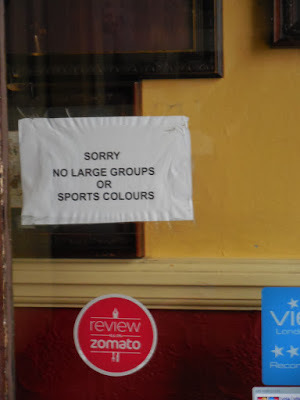 SORRY
NO LARGE GROUPS
OR
SPORTS COLOURS
review
zomato